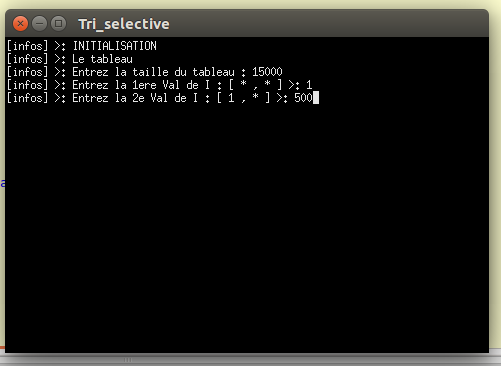 Tri_selective
[infos] >: INITIALISATION
[infos] >: Le tableau
[infos] >: Entrez la taille du tableau : 15000
[infos] >: Entrez la 1ere Val de I : [ * , * ] >: 1
[infos] >: Entrez la 2e Val de I : [ 1 , * ] >: 500